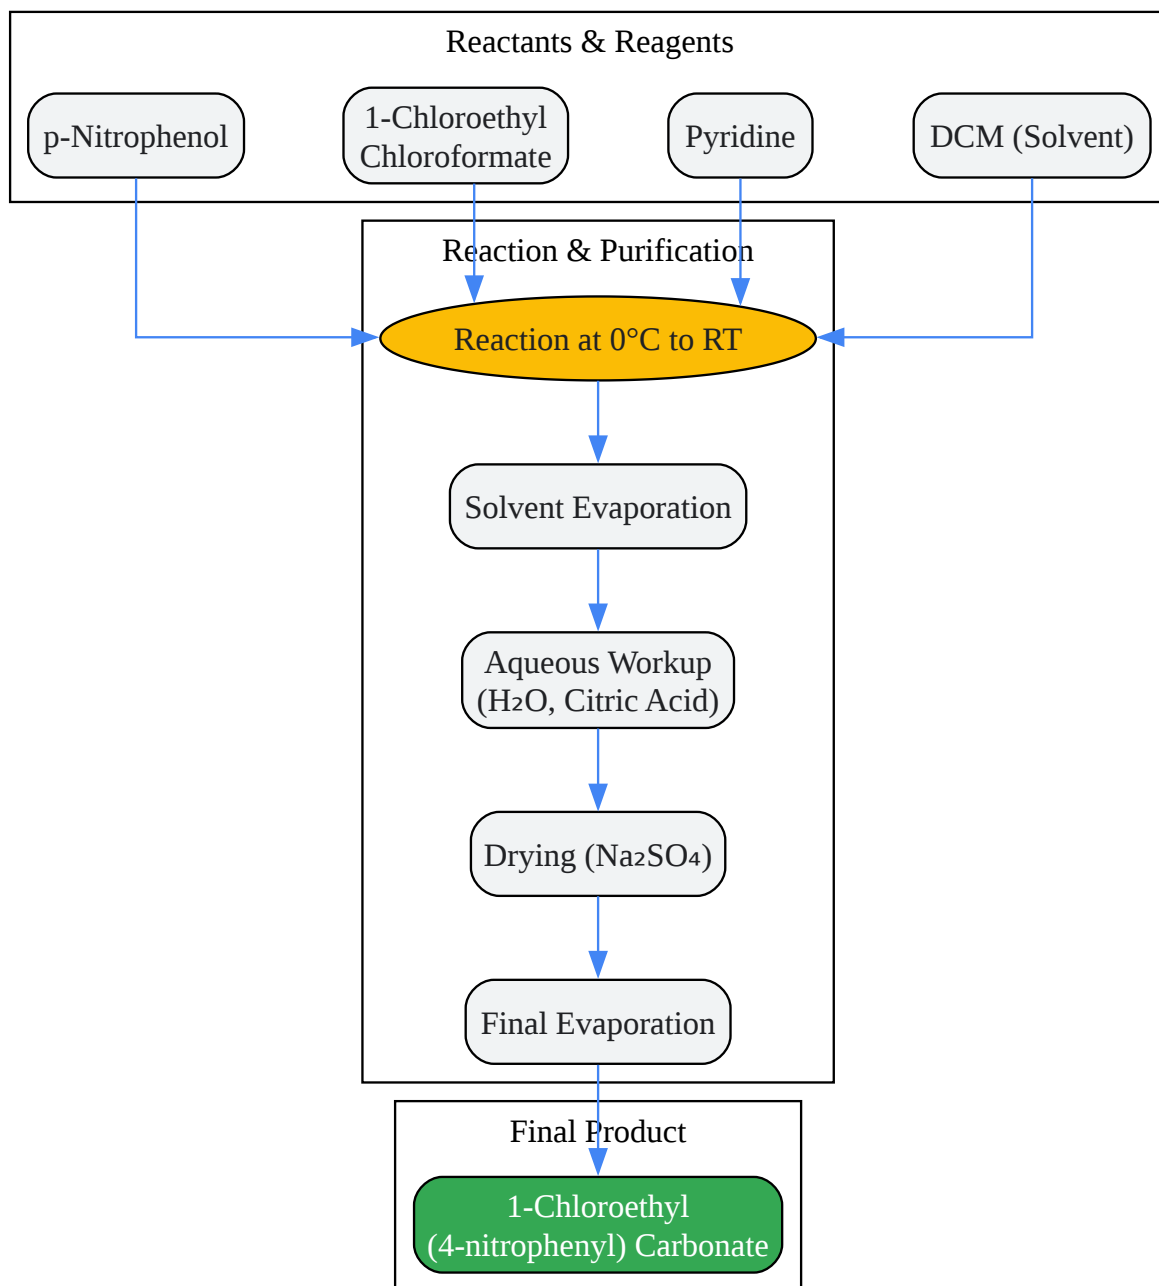 Reactants & Reagents
p-Nitrophenol
1-Chloroethyl
Chloroformate
Pyridine
DCM (Solvent)
Reaction & Purification
Reaction at 0°C to RT
Solvent Evaporation
Aqueous Workup
(H₂O, Citric Acid)
Drying (Na₂SO₄)
Final Evaporation
Final Product
1-Chloroethyl
(4-nitrophenyl) Carbonate